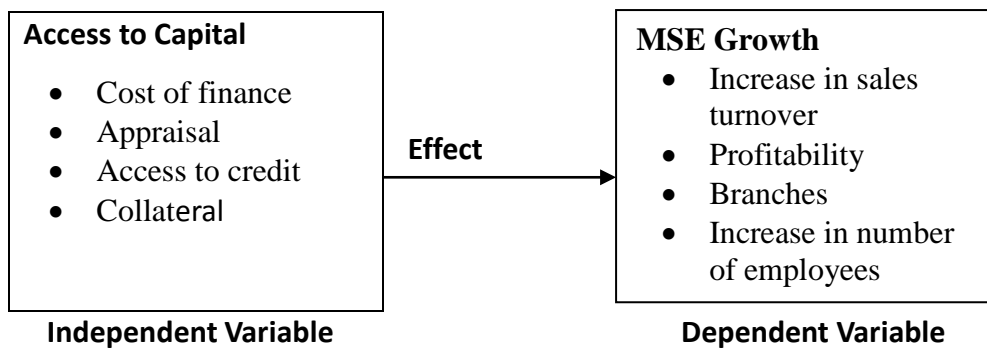 Access to Capital
• Cost of finance
• Appraisal
• Access to credit
• Collateral
Independent Variable
Effect
MSE Growth
• Increase in sales
turnover
• Profitability
• Branches
• Increase in number
of employees
Dependent Variable